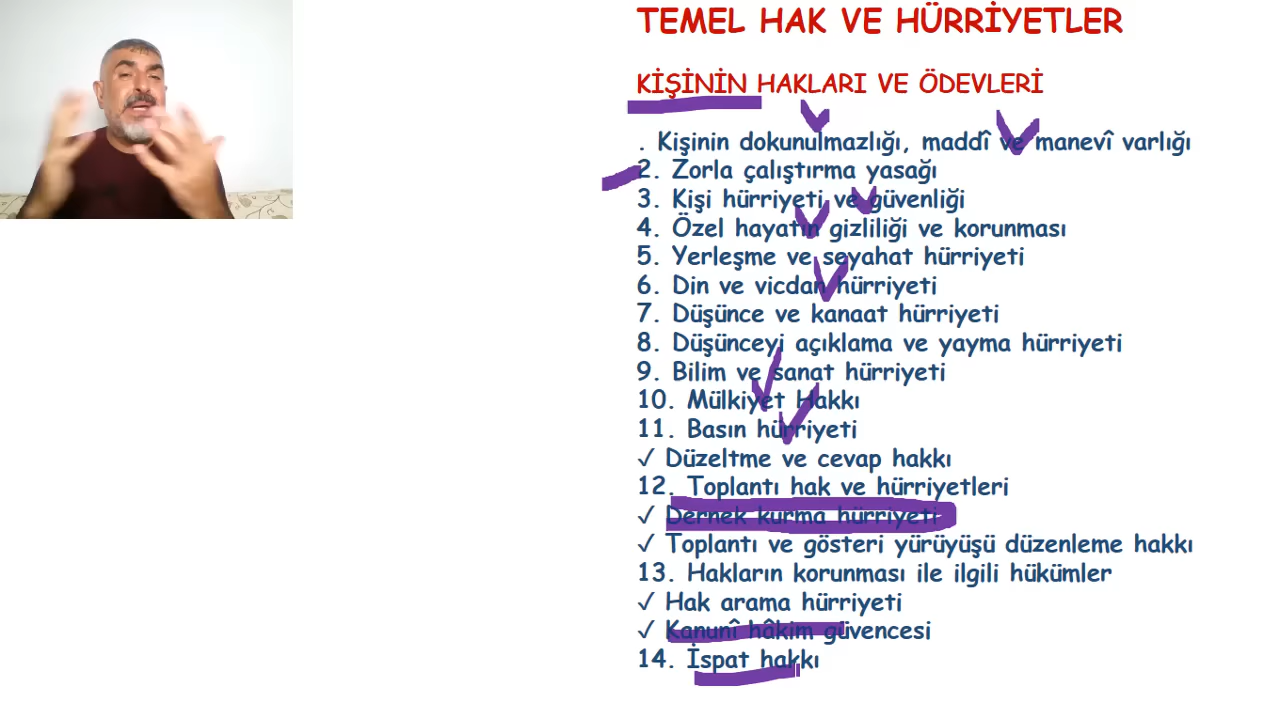 TEMEL HAK VE HÜRRİYETLER
KİŞİNİN HAKLARI VE ÖDEVLERİ
. Kişinin dokunulmazlığı, maddî ve manevî varlığı
2. Zorla çalıştırma yasağı
3. Kişi hürriyeti ve güvenliği
4. Özel hayatın gizliliği ve korunması
5. Yerleşme ve seyahat hürriyeti
6. Din ve vicdan hürriyeti
7. Düşünce ve kanaat hürriyeti
8. Düşünceyi açıklama ve yayma hürriyeti
9. Bilim ve sanat hürriyeti
10. Mülkiyet Hakkı
11. Basın hürriyeti
✓ Düzeltme ve cevap hakkı
12. Toplantı hak ve hürriyetleri
✓ Dernek kurma hürriyeti
✓ Toplantı ve gösteri yürüyüşü düzenleme hakkı
13. Hakların korunması ile ilgili hükümler
✓ Hak arama hürriyeti
✓ Kanunî hâkim güvencesi
14. İspat hakkı